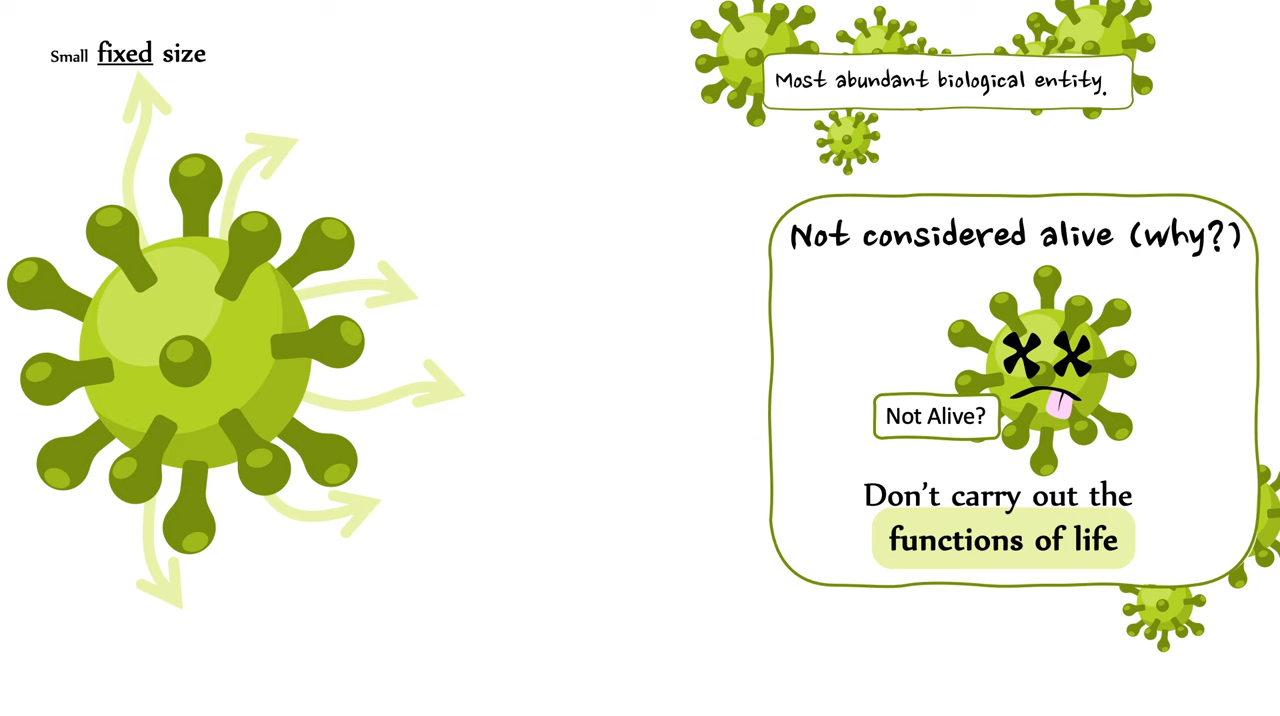 Small fixed size
Most abundant biological entity.
Not considered alive (why?)
Not Alive?
Don't carry out the
functions of life